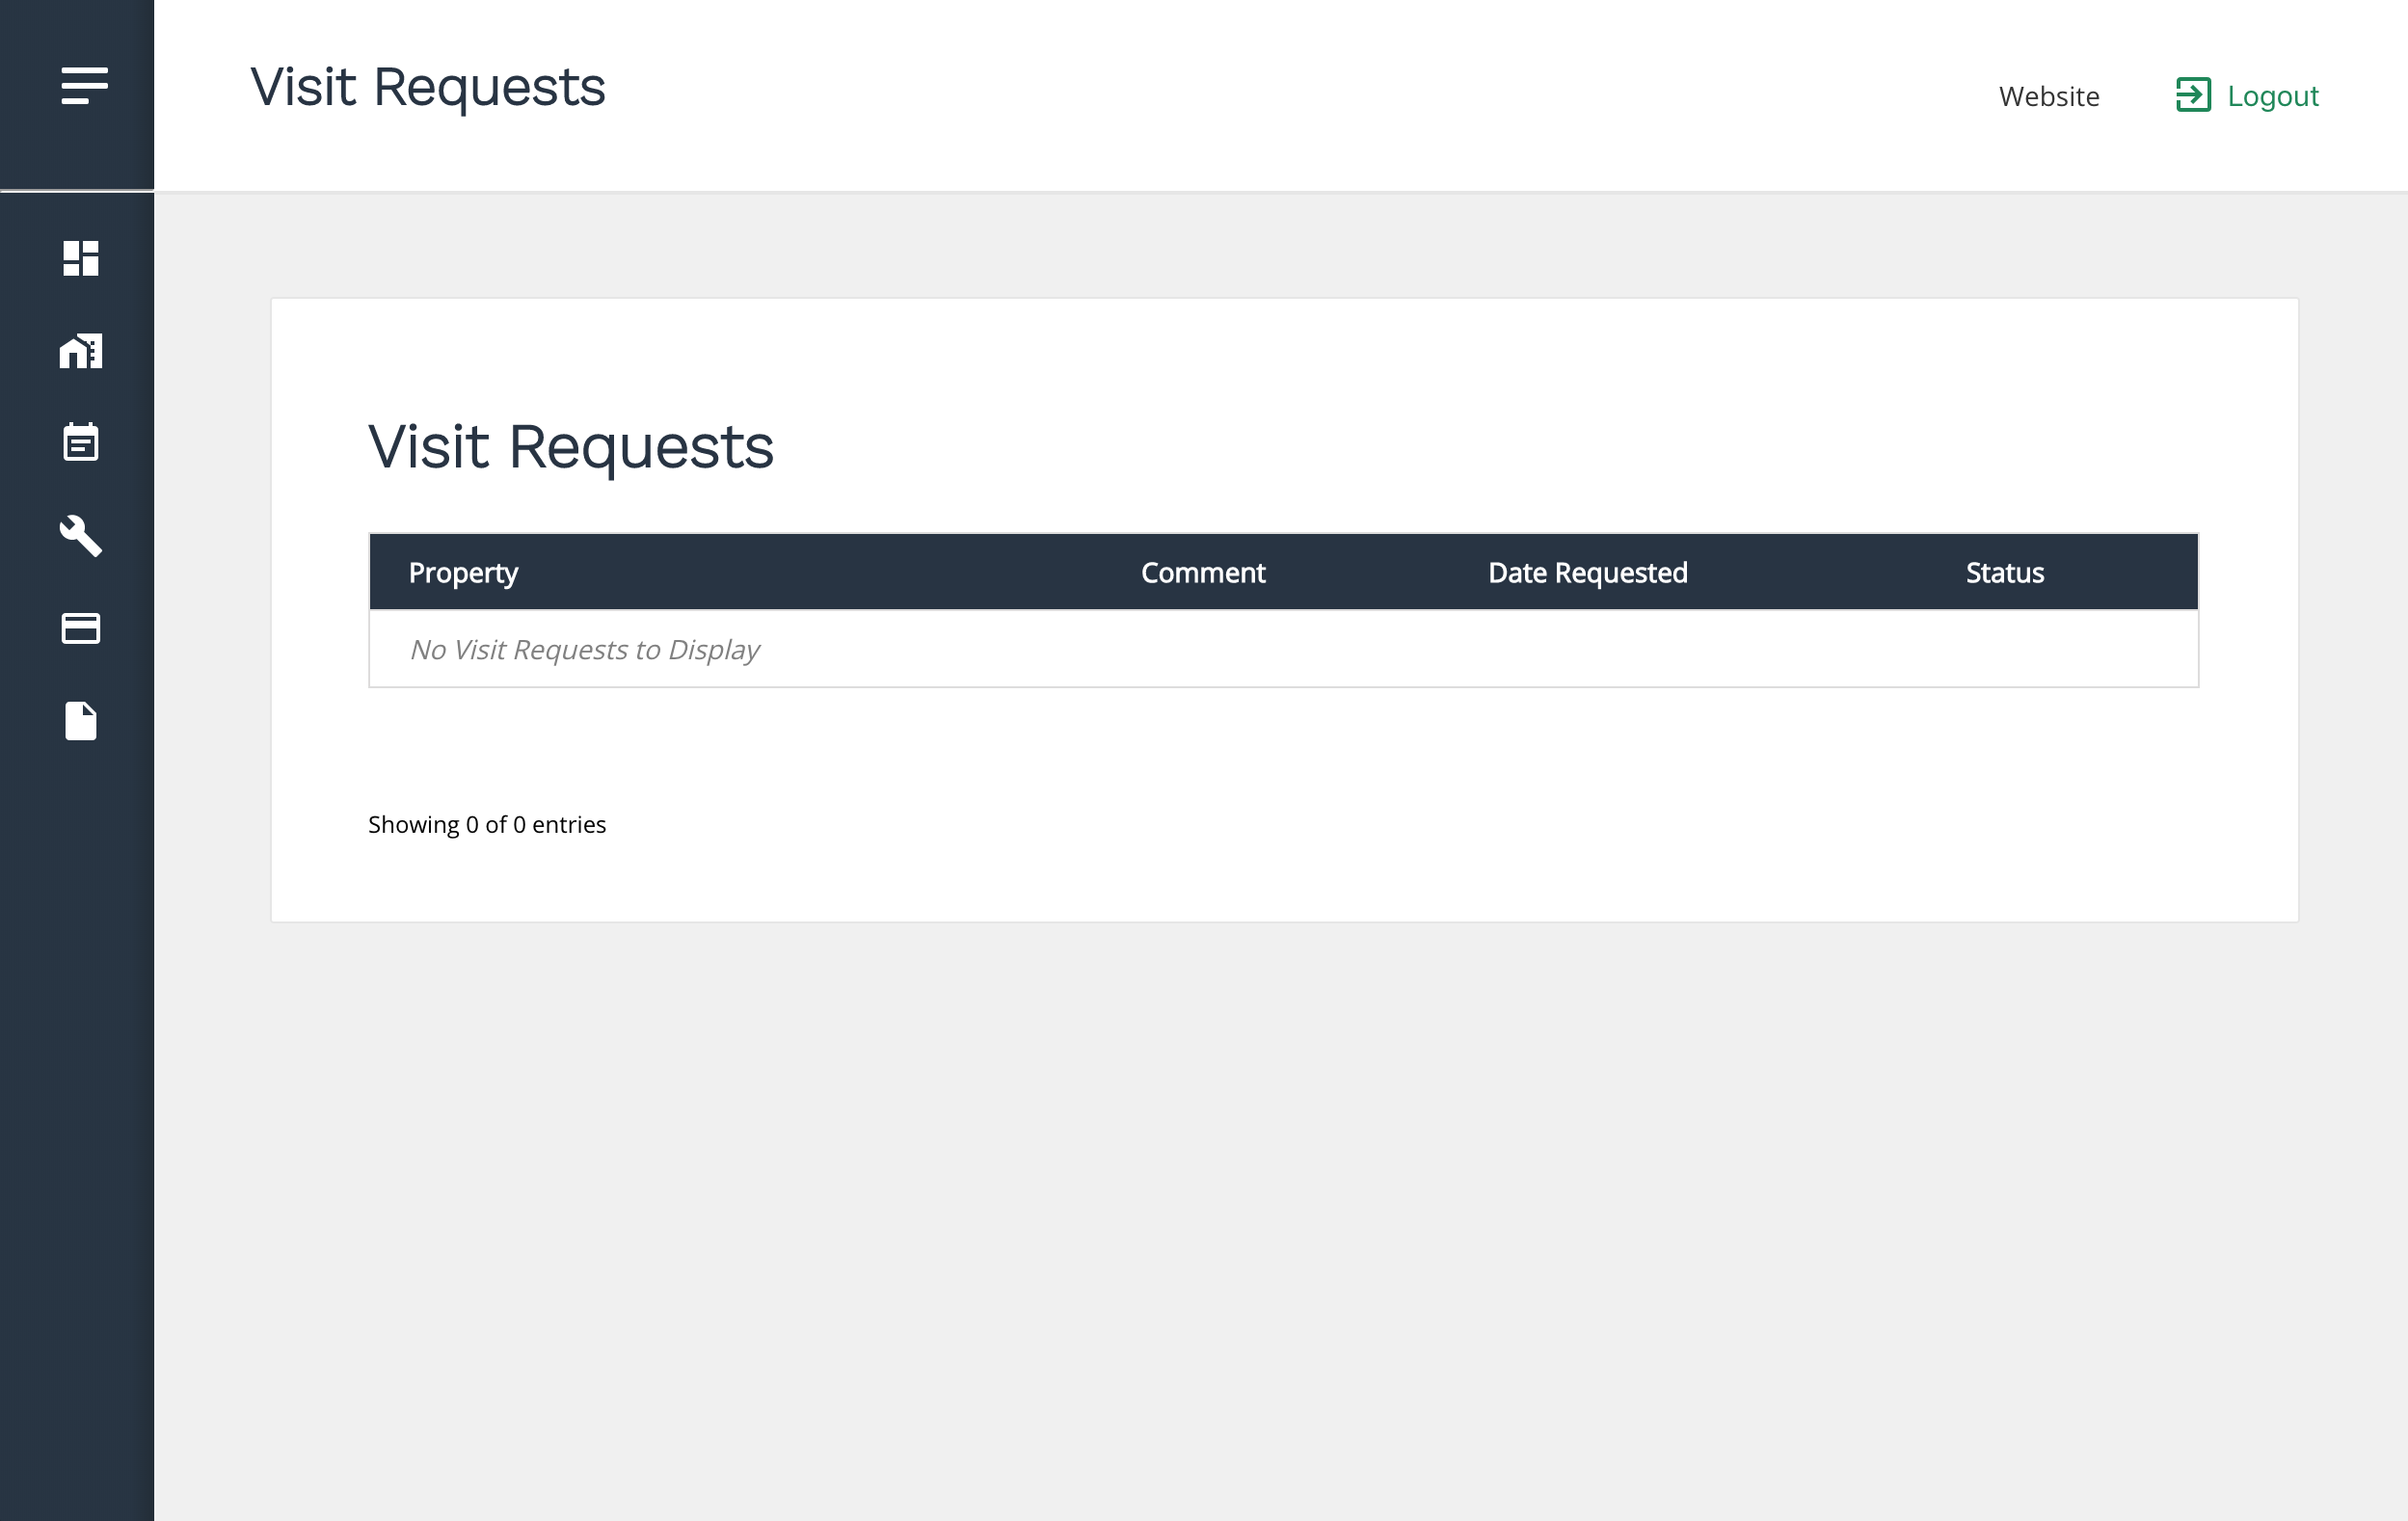 Visit Requests
Website
Logout
Visit Requests
Property Comment Date Requested Status
No Visit Requests to Display
Showing 0 of 0 entries